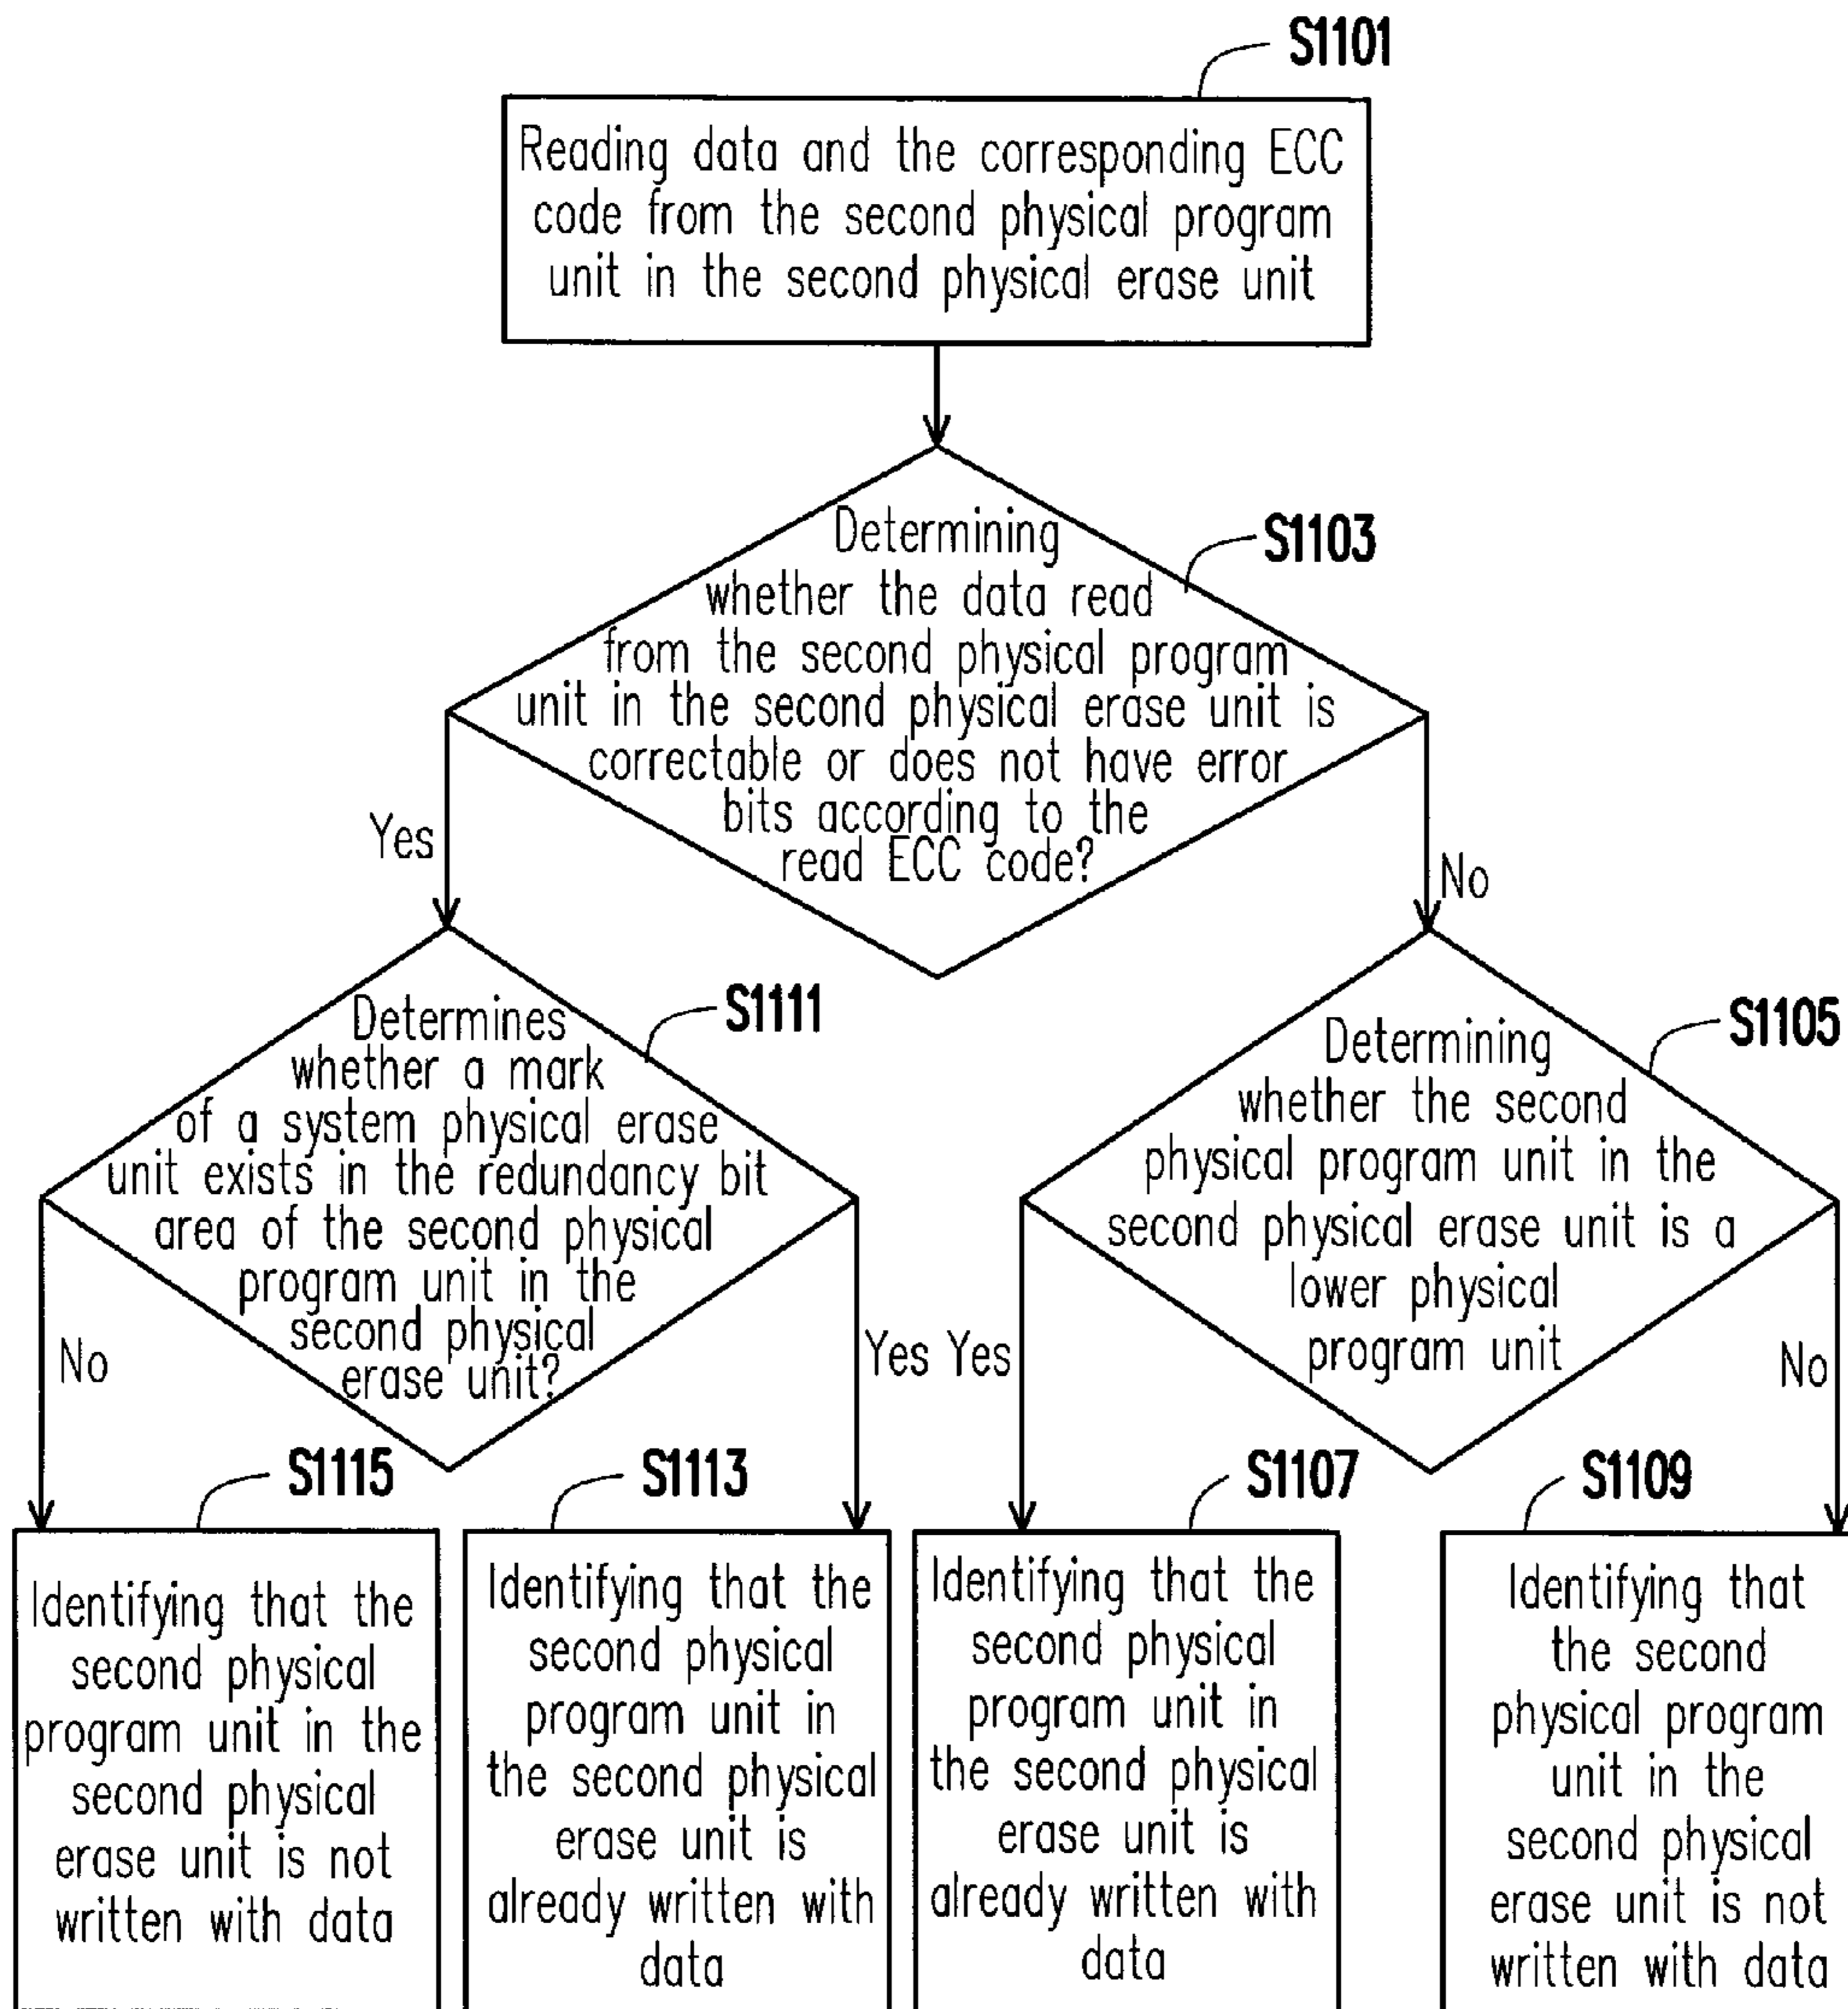 S1101
Reading data and the corresponding ECC
code from the second physical program
unit in the second physical erase unit
S1103
Determining
whether the data read
from the second physical program
unit in the second physical erase unit is
correctable or does not have error
bits according to the
read ECC code?
Yes
No
S1111
Determines
whether a mark
of a system physical erase
unit exists in the redundancy bit
area of the second physical
program unit in the
second physical
erase unit?
No
Yes
S1105
Determining
whether the second
physical program unit in the
second physical erase unit is a
lower physical
program unit
Yes
No
S1115
Identifying that the
second physical
program unit in the
second physical
erase unit is not
written with data
S1113
Identifying that the
second physical
program unit in
the second physical
erase unit is
already written with
data
S1107
Identifying that the
second physical
program unit in
the second physical
erase unit is
already written with
data
S1109
Identifying that
the second
physical program
unit in the
second physical
erase unit is not
written with data